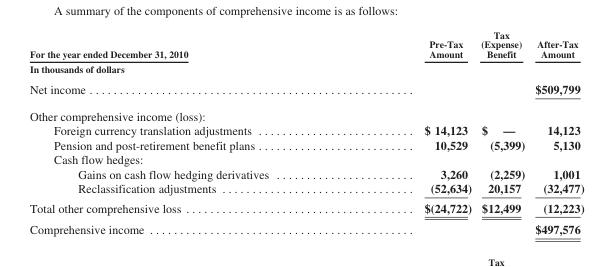 A summary of the components of comprehensive income is as follows:
Tax
Pre-Tax (Expense) After-Tax
For the year ended December 31, 2010 Amount Benefit Amount
In thousands of dollars
Net income . . . . . . . . . . . . . . . . . . . . . . . . . . . . . . . . . . . . . . . . . . . . . . . . . . . . . . $509,799
Other comprehensive income (loss):
Foreign currency translation adjustments . . . . . . . . . . . . . . . . . . . . . . . . . . $ 14,123 $ — 14,123
Pension and post-retirement benefit plans . . . . . . . . . . . . . . . . . . . . . . . . . . 10,529 (5,399) 5,130
Cash flow hedges:
Gains on cash flow hedging derivatives . . . . . . . . . . . . . . . . . . . . . . . . 3,260 (2,259) 1,001
Reclassification adjustments . . . . . . . . . . . . . . . . . . . . . . . . . . . . . . . . (52,634) 20,157 (32,477)
Total other comprehensive loss . . . . . . . . . . . . . . . . . . . . . . . . . . . . . . . . . . . . . . $(24,722) $12,499 (12,223)
Comprehensive income . . . . . . . . . . . . . . . . . . . . . . . . . . . . . . . . . . . . . . . . . . . . $497,576
Tax